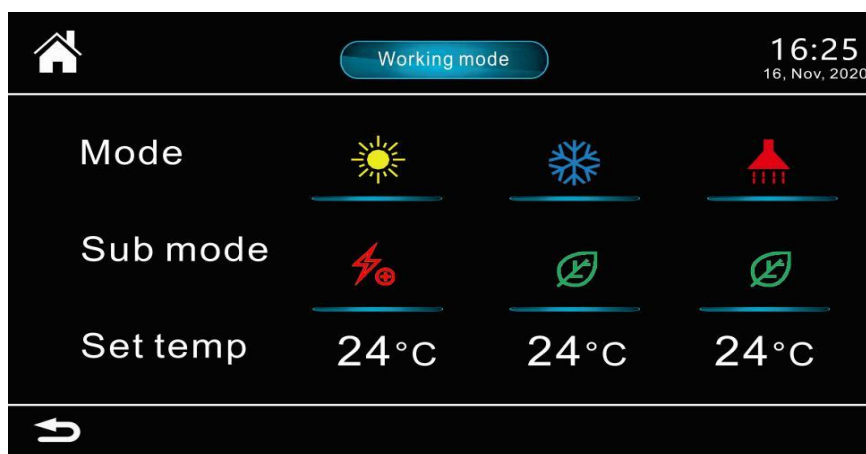 Working mode
16:25
16, Nov, 2020
Mode
Sub mode
Set temp 24°C 24°C 24°C